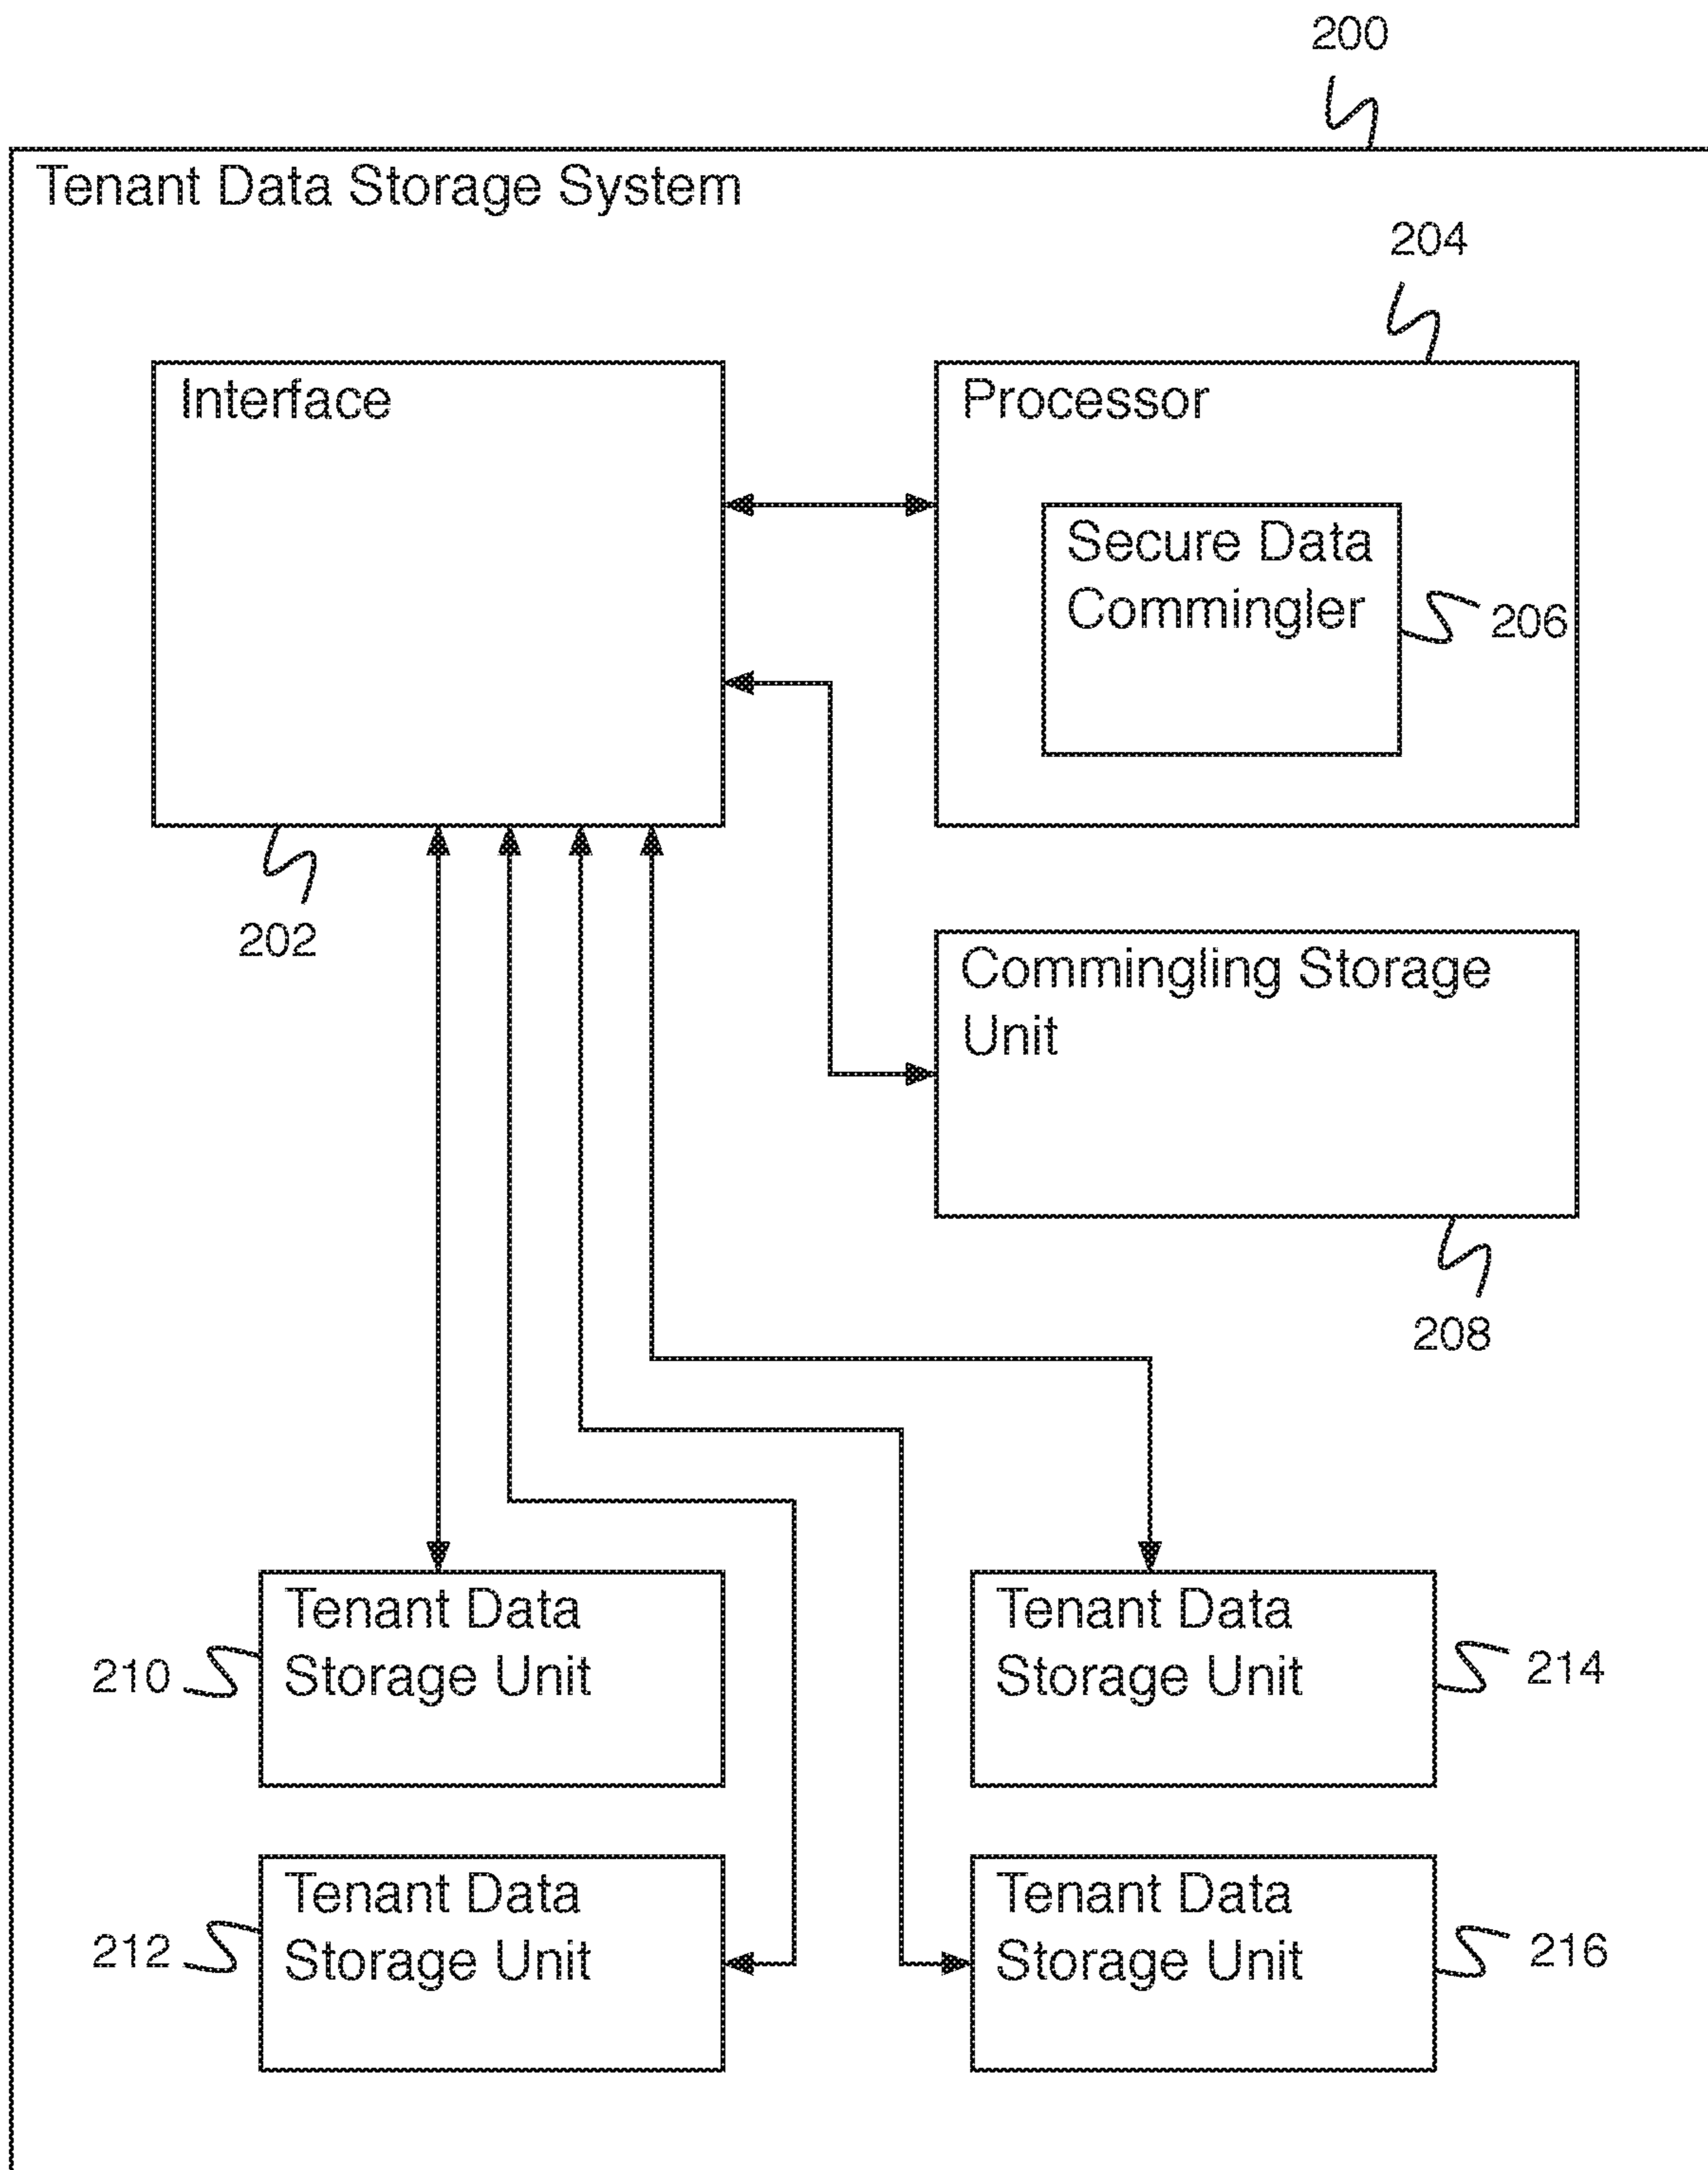 200
Tenant Data Storage System
204
Interface
Processor
Secure Data
Commingler
206
202
Commingling Storage
Unit
208
Tenant Data
Storage Unit
210
Tenant Data
Storage Unit
214
Tenant Data
Storage Unit
212
Tenant Data
Storage Unit
216